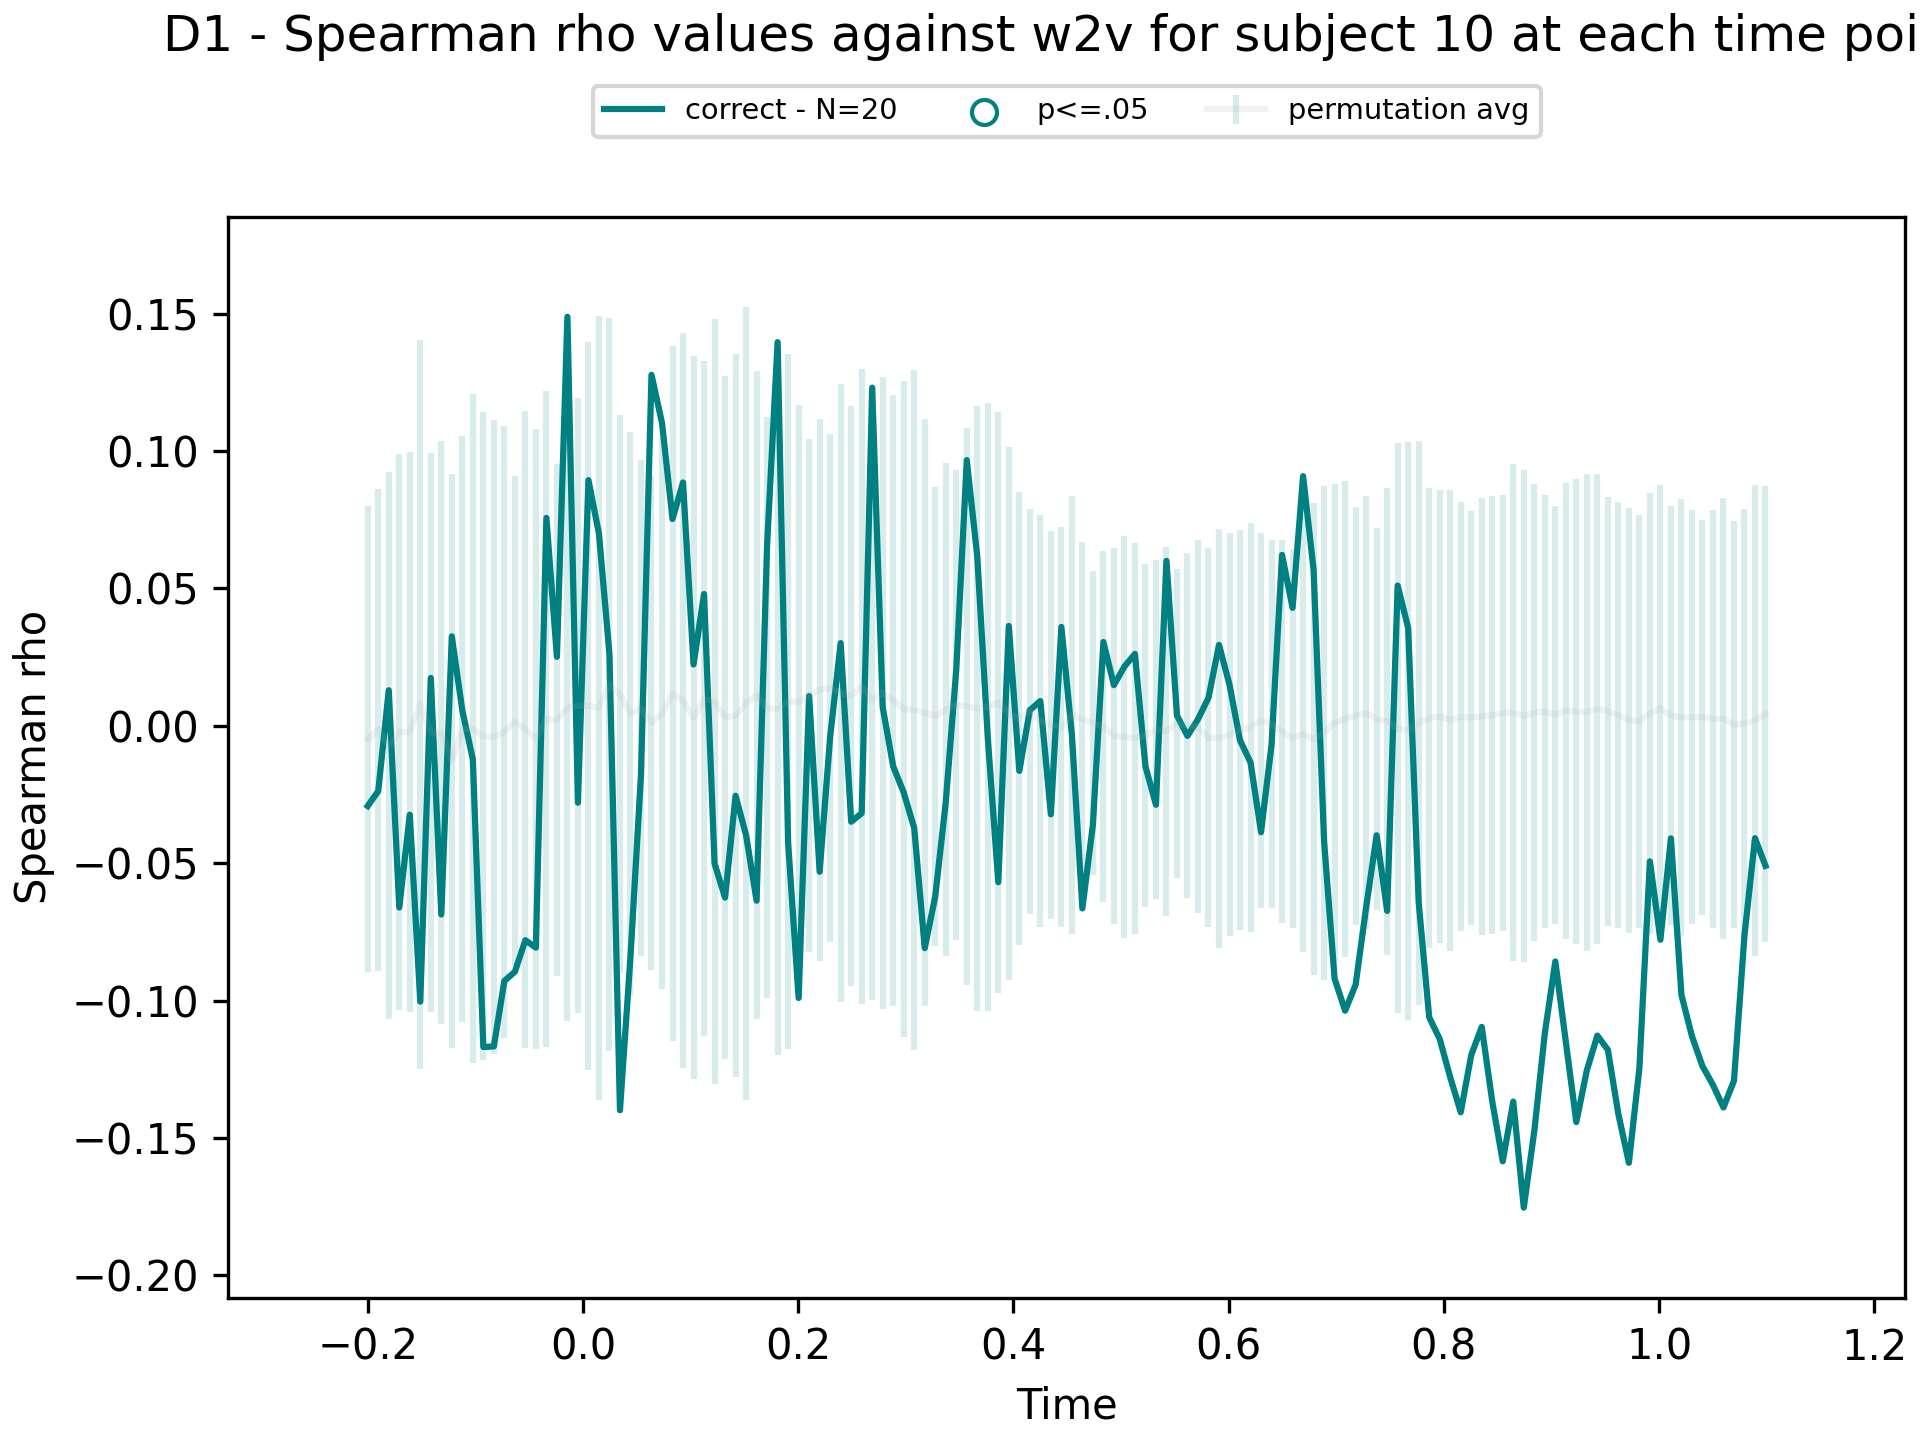 D1 - Spearman rho values against w2v for subject 10 at each time poi
correct - N=20 p<=.05 permutation avg
0.15
0.10
0.05
0.00
−0.05
−0.10
−0.15
−0.20
Spearman rho
−0.2 0.0 0.2 0.4 0.6 0.8 1.0 1.2
Time